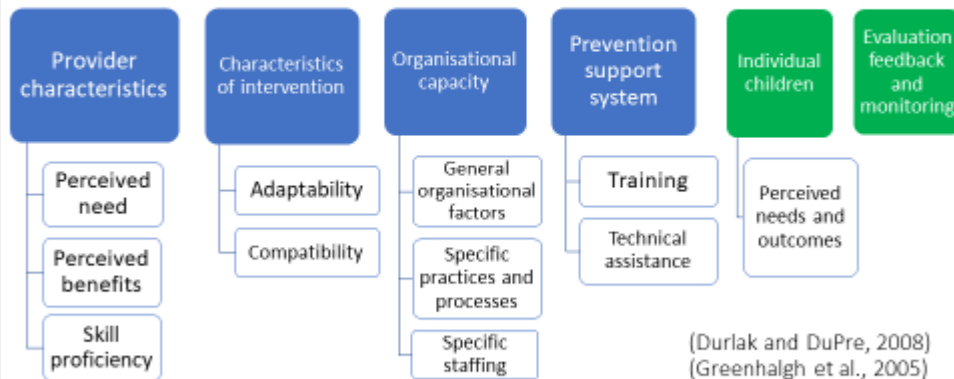 Provider
characteristics
Perceived
need
Perceived
benefits
Skill
proficiency
Characteristics
of intervention
Adaptability
Compatibility
Organisational
capacity
General
organisational
factors
Specific
practices and
processes
Specific
staffing
Prevention
support
system
Training
Technical
assistance
Individual
children
Perceived
needs and
outcomes
Evaluation
feedback
and
monitoring
(Durlak and DuPre, 2008)
(Greenhalgh et al., 2005)